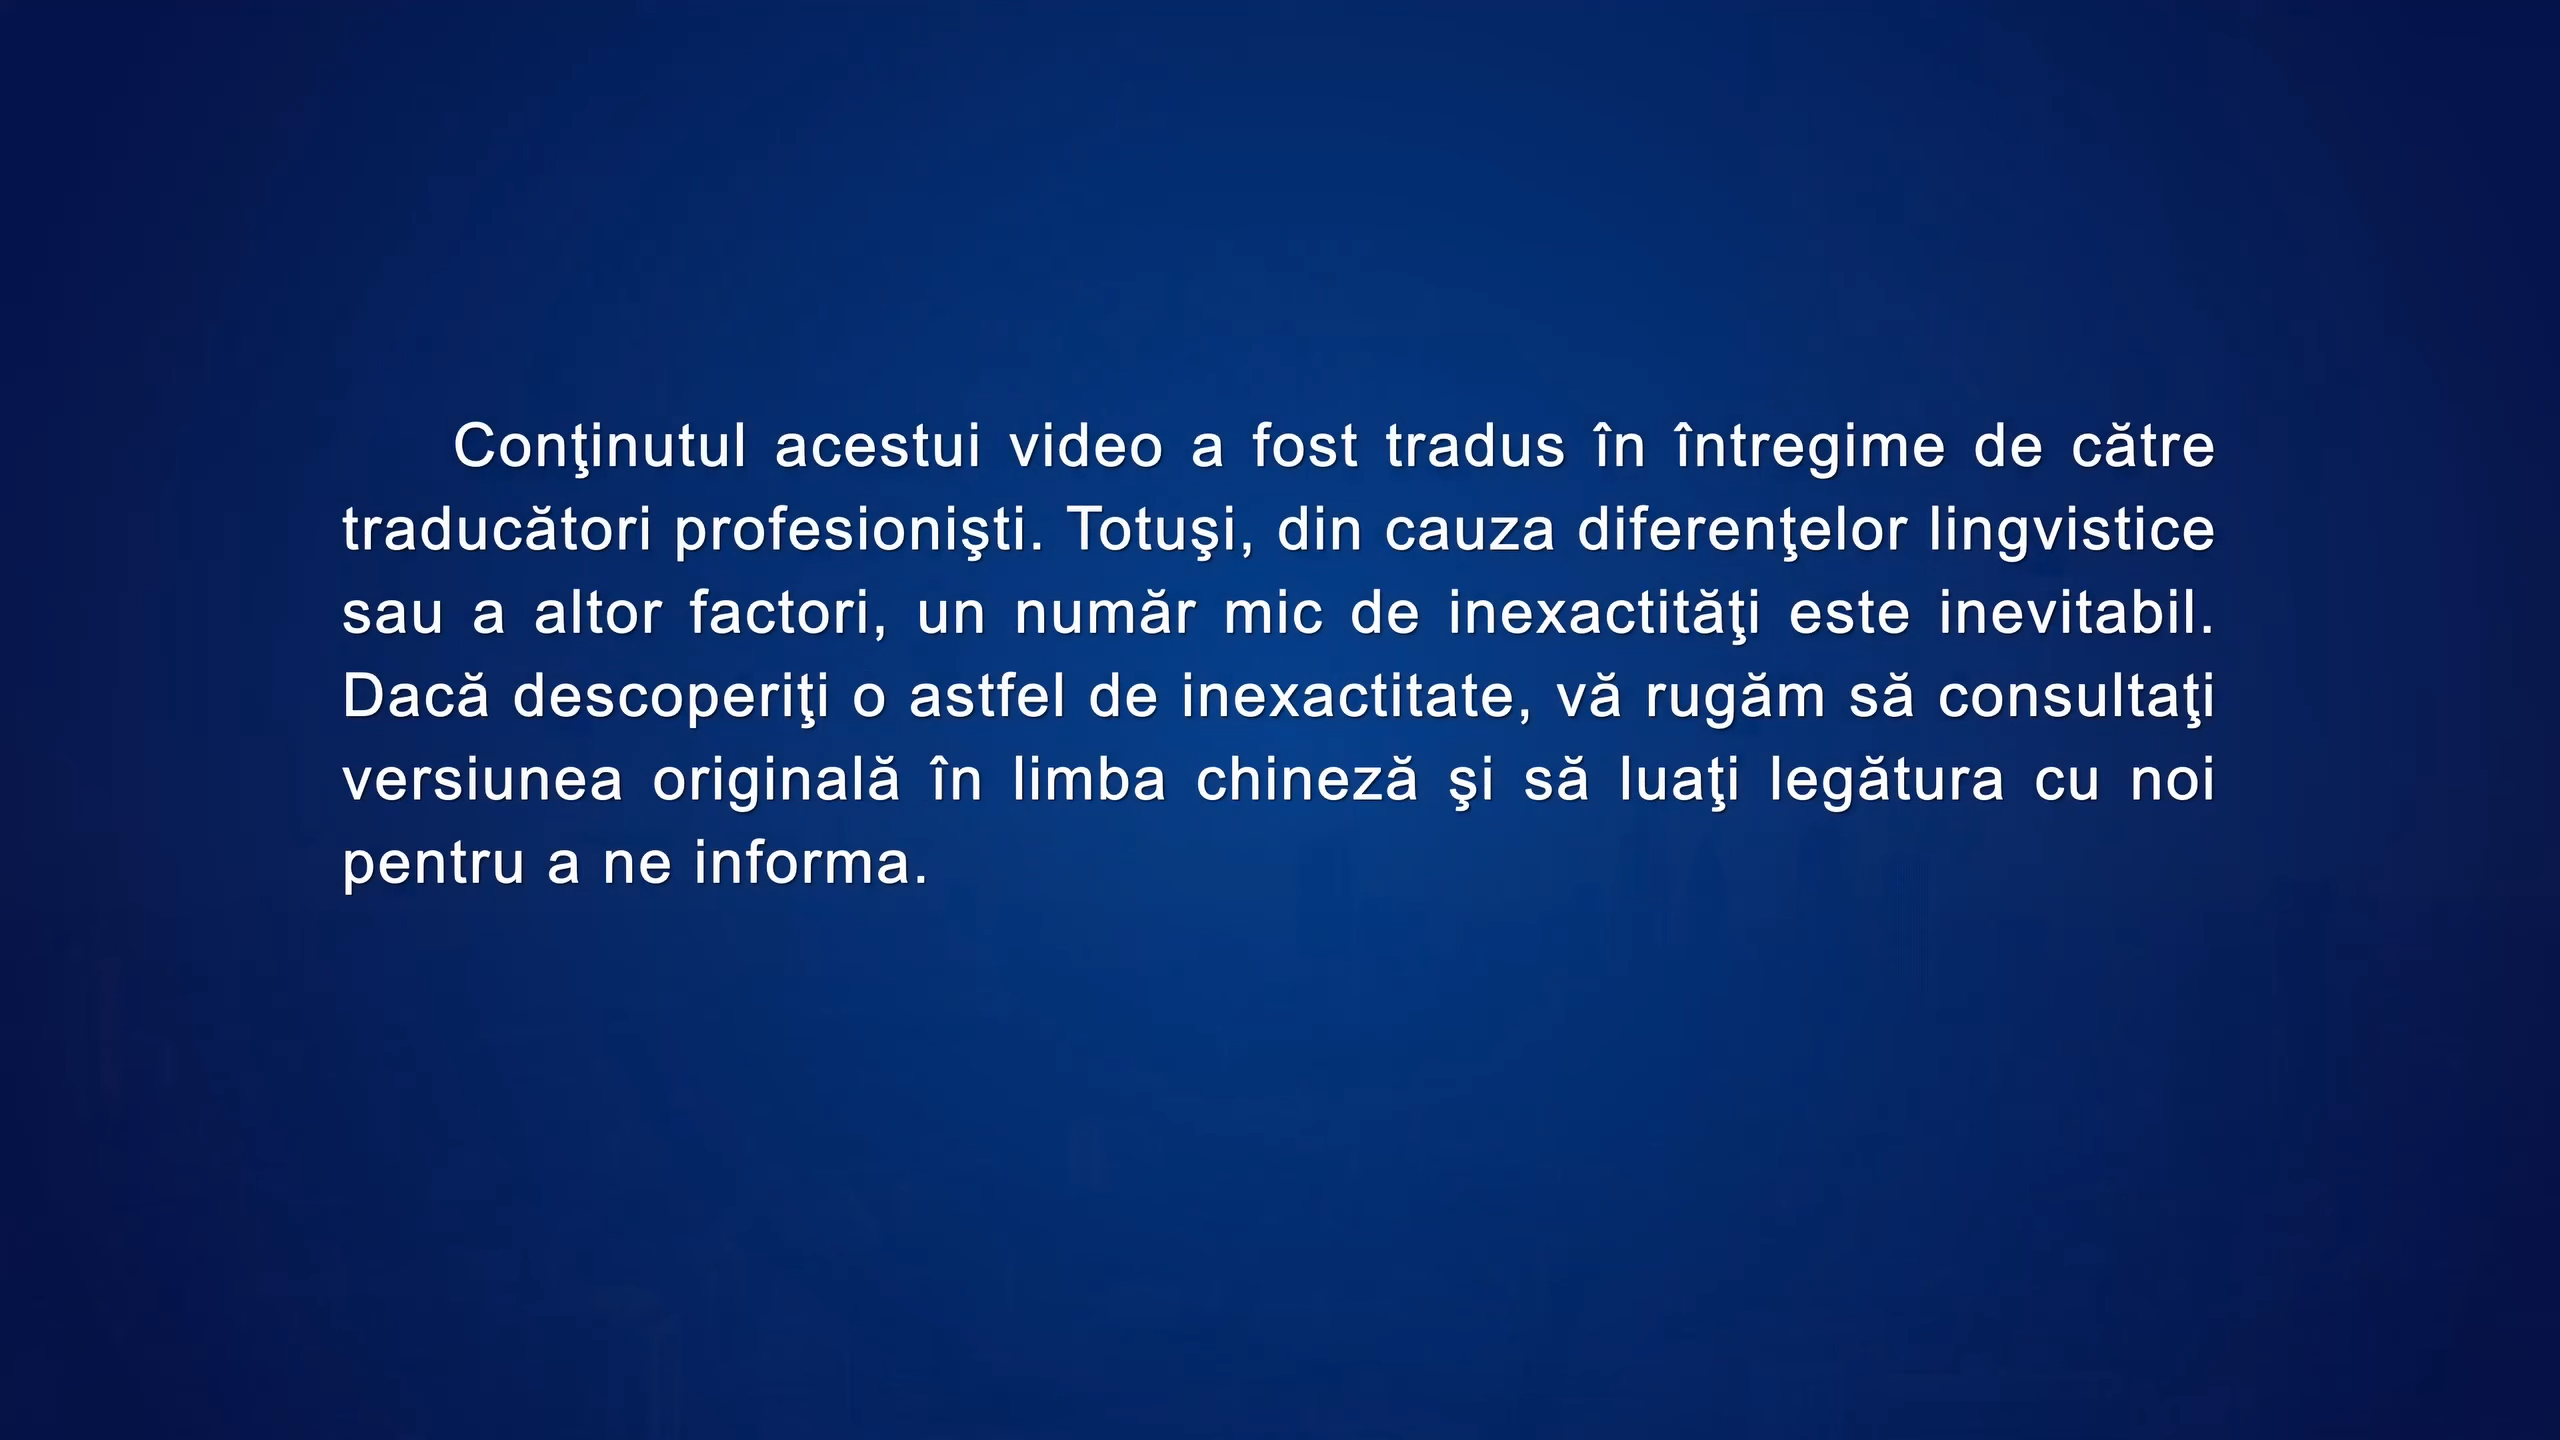 Conţinutul acestui video a fost tradus în întregime de către
traducători profesionişti. Totuşi, din cauza diferenţelor lingvistice
sau a altor factori, un număr mic de inexactităţi este inevitabil.
Dacă descoperiţi o astfel de inexactitate, vă rugăm să consultaţi
versiunea originală în limba chineză şi să luaţi legătura cu noi
pentru a ne informa.